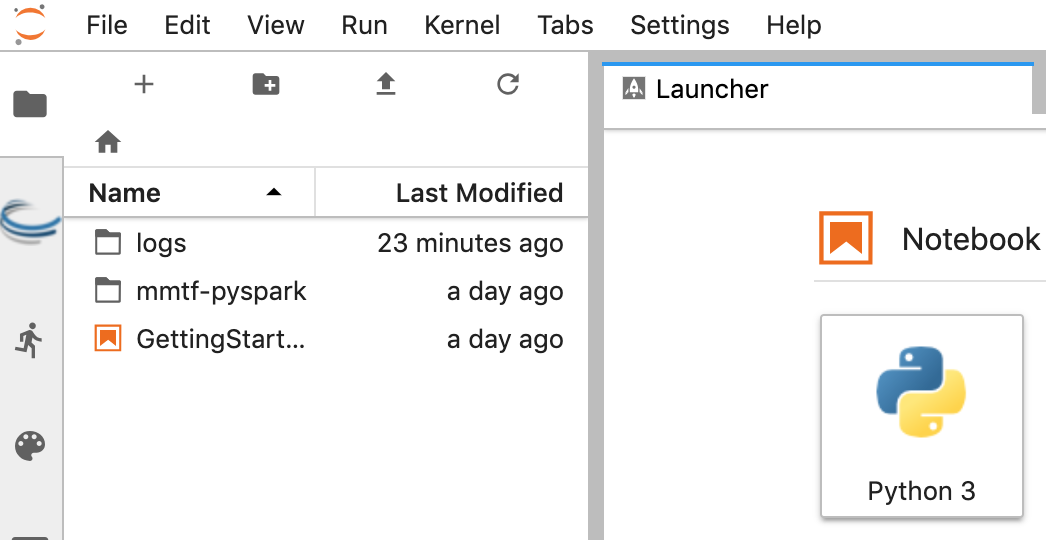 File Edit View Run Kernel Tabs Settings Help
Launcher
Name Last Modified
logs 23 minutes ago
mmtf-pyspark a day ago
GettingStart... a day ago
Notebook
Python 3